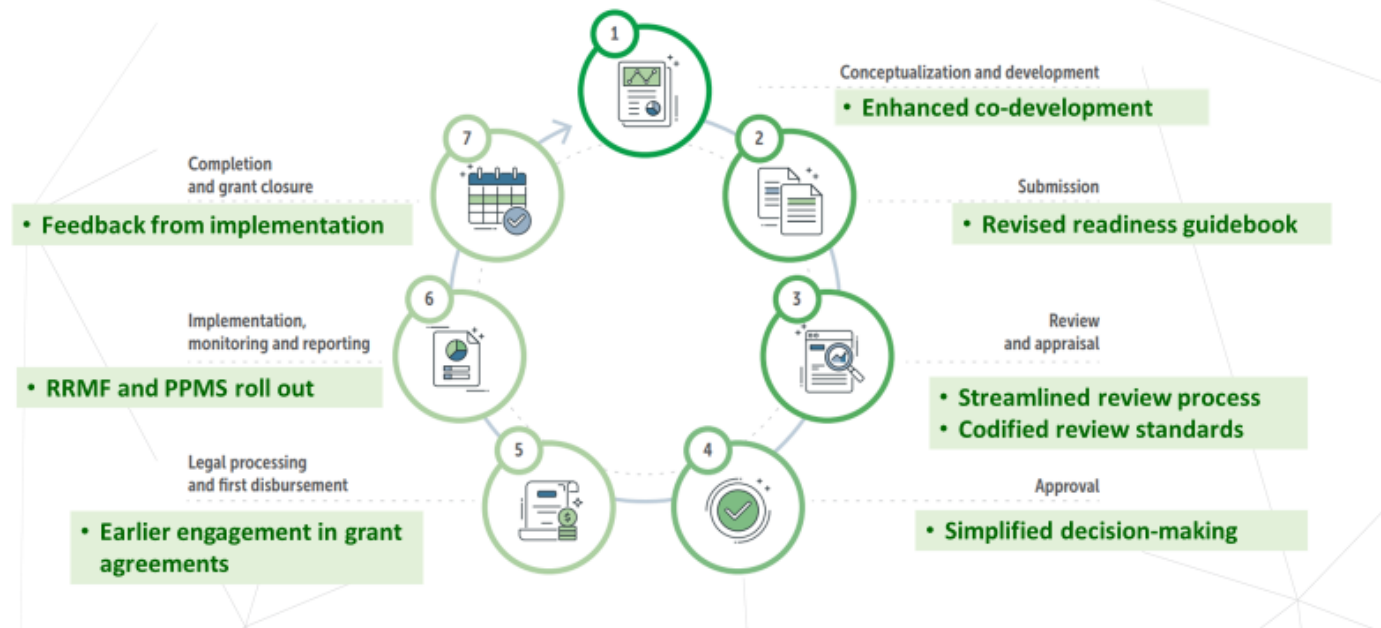 1
Conceptualization and development
• Enhanced co-development
2
Submission
• Revised readiness guidebook
3
Review
and appraisal
• Streamlined review process
• Codified review standards
4
Approval
• Simplified decision-making
5
Legal processing
and first disbursement
• Earlier engagement in grant
agreements
6
Implementation,
monitoring and reporting
• RRMF and PPMS roll out
7
Completion
and grant closure
• Feedback from implementation
$